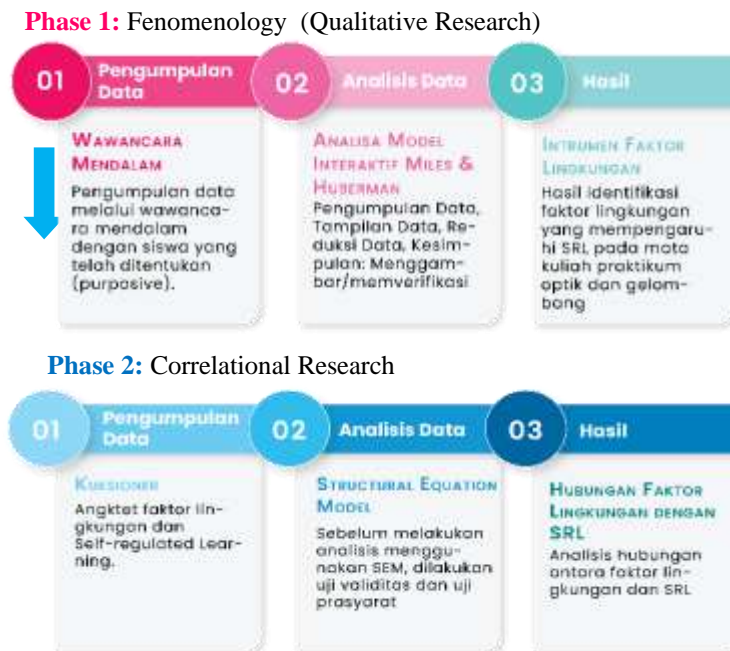 Phase 1: Fenomenology (Qualitative Research)
01
Pengumpulan
Data
WAWANCARA
MENDALAM
Pengumpulan data
melalui wawanca-
ra mendalam
dengan siswa yang
telah ditentukan
(purposive).
02
Analisis Data
ANALISA MODEL
INTERAKTIF MILES &
HUBERMAN
Pengumpulan Data,
Tampilan Data, Re-
duksi Data, Kesim-
pulan: Menggam-
bar/memverifikasi
03
Hasil
INTRUMEN FAKTOR
LINGKUNGAN
Hasil identifikasi
faktor lingkungan
yang mempengaru-
hi SRL pada mata
kuliah praktikum
optik dan gelom-
bang
Phase 2: Correlational Research
01
Pengumpulan
Data
KUESIONER
Angktet faktor lin-
gkungan dan
Self-regulated Lear-
ning.
02
Analisis Data
STRUCTURAL EQUATION
MODEL
Sebelum melakukan
analisis menggu-
nakan SEM, dilakukan
uji validitas dan uji
prasyarat
03
Hasil
HUBUNGAN FAKTOR
LINGKUNGAN DENGAN
SRL
Analisis hubungan
antara faktor lin-
gkungan dan SRL